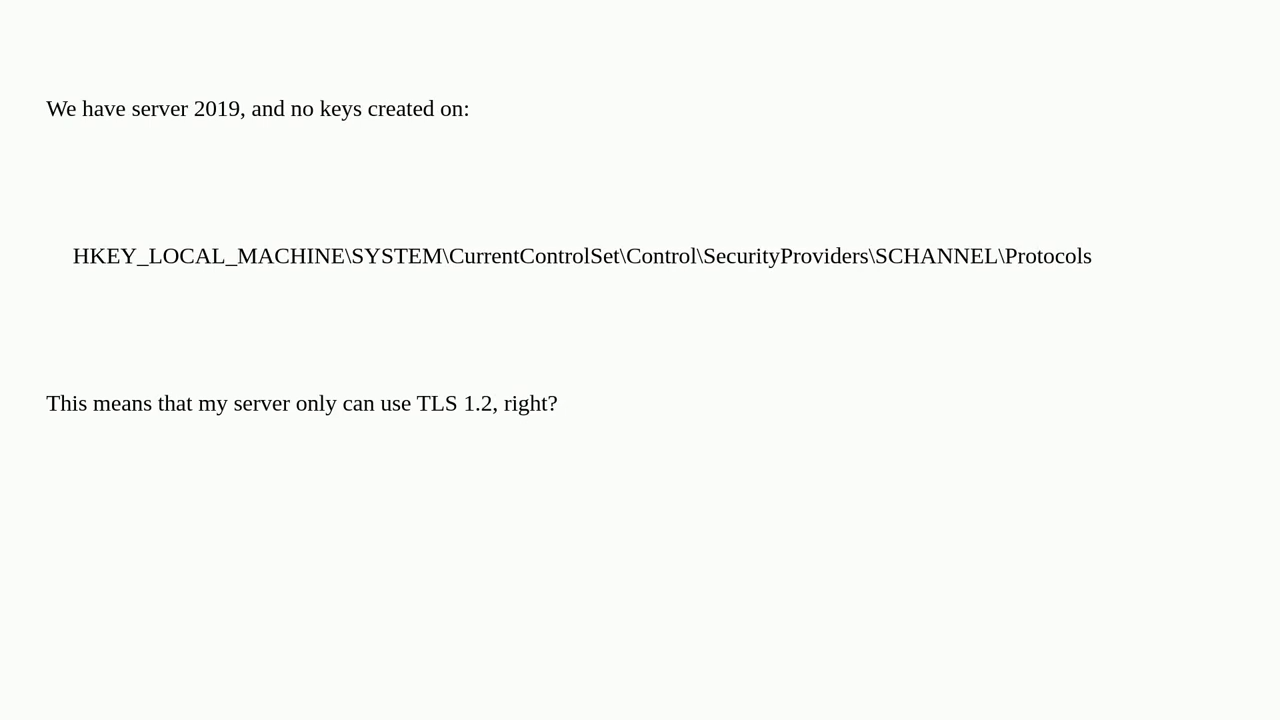 We have server 2019, and no keys created on:
HKEY_LOCAL_MACHINE\SYSTEM\CurrentControlSet\Control\SecurityProviders\SCHANNEL\Protocols
This means that my server only can use TLS 1.2, right?